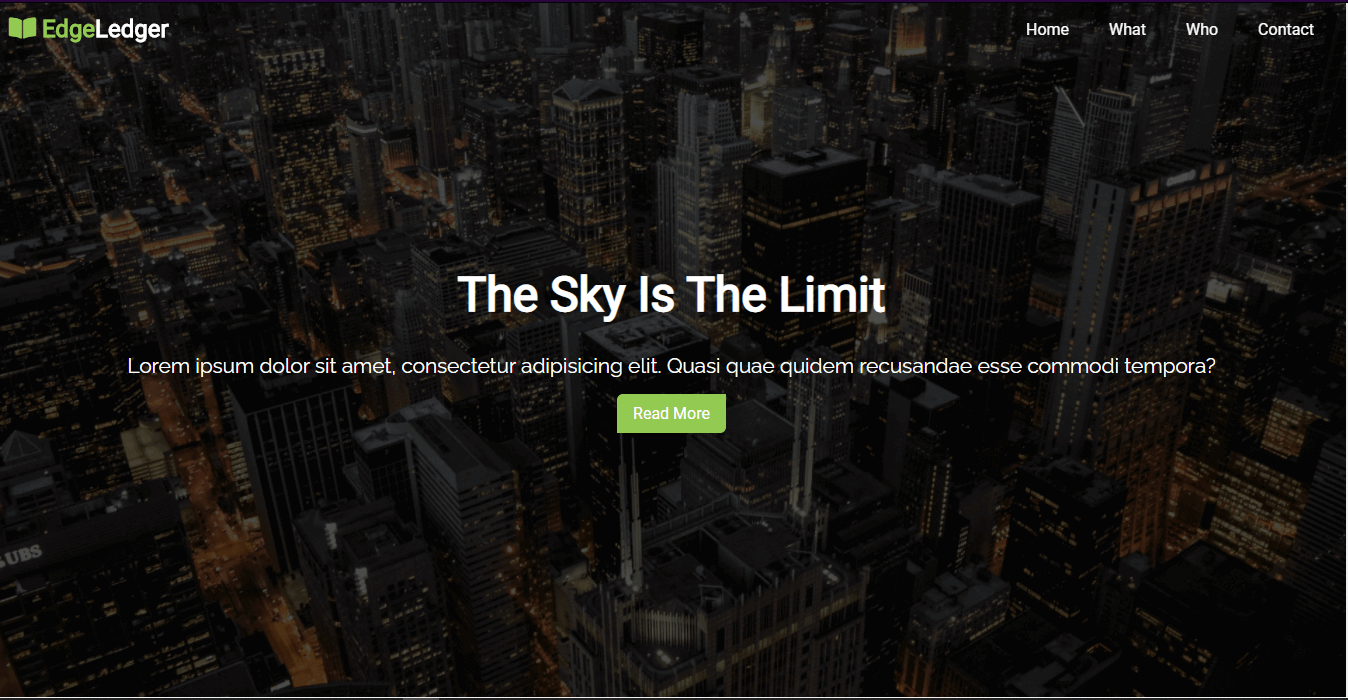 EdgeLedger
Home What Who Contact
The Sky Is The Limit
Lorem ipsum dolor sit amet, consectetur adipisicing elit. Quasi quae quidem recusandae esse commodi tempora?
Read More
UBS